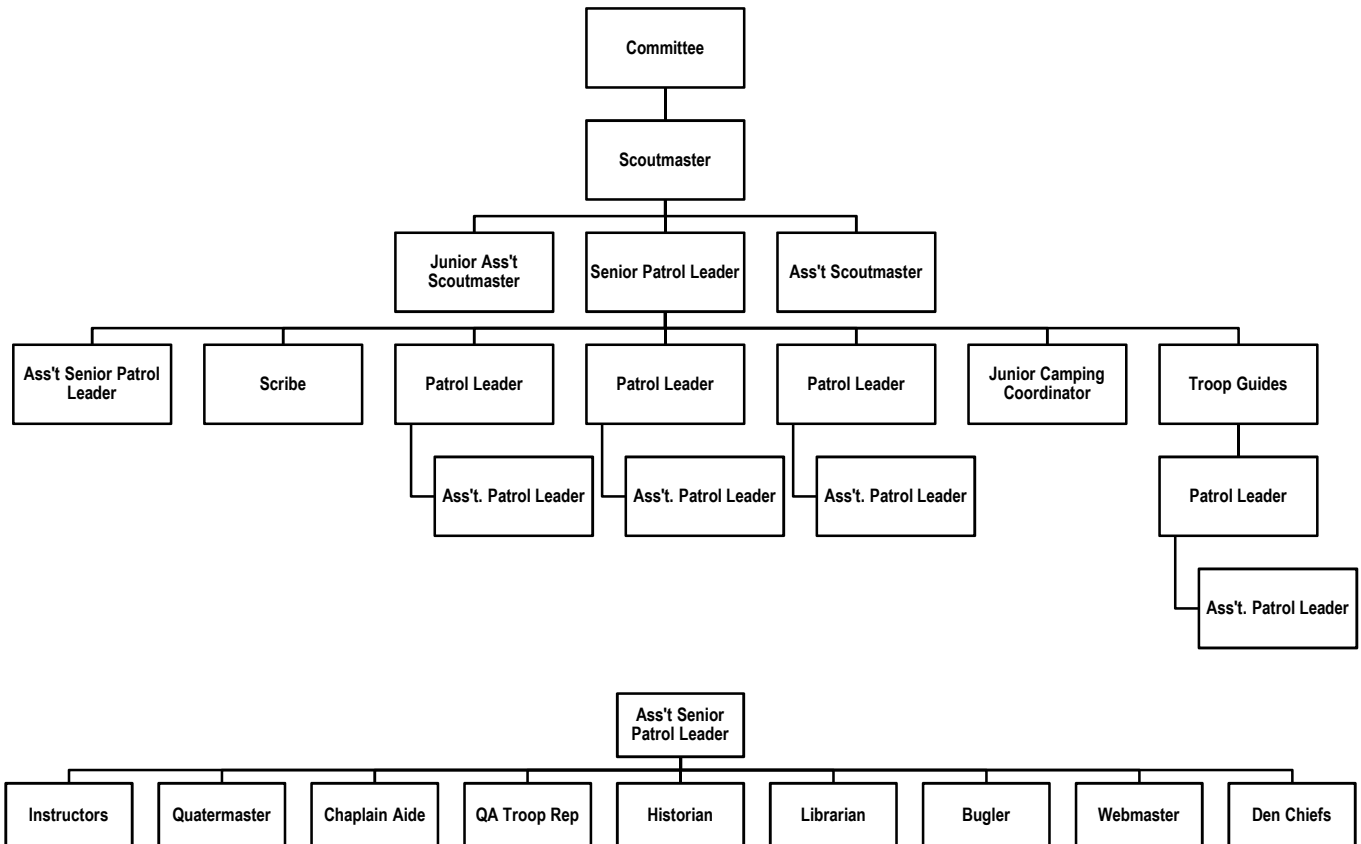 Committee
Scoutmaster
Junior Ass't
Scoutmaster
Senior Patrol Leader
Ass't Scoutmaster
Ass't Senior Patrol
Leader
Scribe
Patrol Leader
Patrol Leader
Patrol Leader
Junior Camping
Coordinator
Troop Guides
Ass't. Patrol Leader
Ass't. Patrol Leader
Ass't. Patrol Leader
Patrol Leader
Ass't. Patrol Leader
Ass't Senior
Patrol Leader
Instructors
Quatermaster
Chaplain Aide
QA Troop Rep
Historian
Librarian
Bugler
Webmaster
Den Chiefs